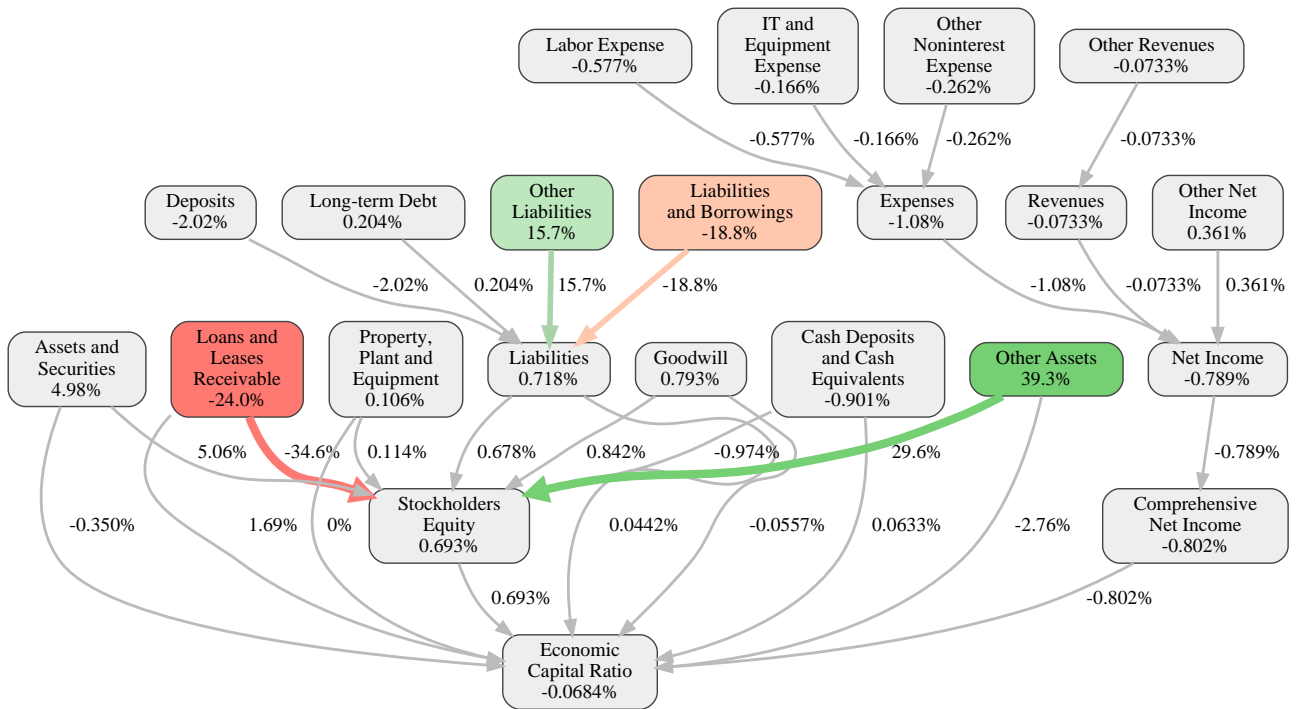 Labor Expense
-0.577%
IT and
Equipment
Expense
-0.166%
Other
Noninterest
Expense
-0.262%
Other Revenues
-0.0733%
-0.577%
-0.166%
-0.262%
-0.0733%
Deposits
-2.02%
Long-term Debt
0.204%
Other
Liabilities
15.7%
Liabilities
and Borrowings
-18.8%
Expenses
-1.08%
Revenues
-0.0733%
Other Net
Income
0.361%
-2.02%
0.204%
15.7%
-18.8%
-1.08%
-0.0733%
0.361%
Assets and
Securities
4.98%
Loans and
Leases
Receivable
-24.0%
Property,
Plant and
Equipment
0.106%
Liabilities
0.718%
Goodwill
0.793%
Cash Deposits
and Cash
Equivalents
-0.901%
Other Assets
39.3%
Net Income
-0.789%
5.06%
-34.6%
0.114%
0.678%
0.842%
-0.974%
29.6%
-0.789%
Stockholders
Equity
0.693%
Comprehensive
Net Income
-0.802%
-0.350%
1.69%
0%
0.0442%
-0.0557%
0.0633%
-2.76%
0.693%
-0.802%
Economic
Capital Ratio
-0.0684%